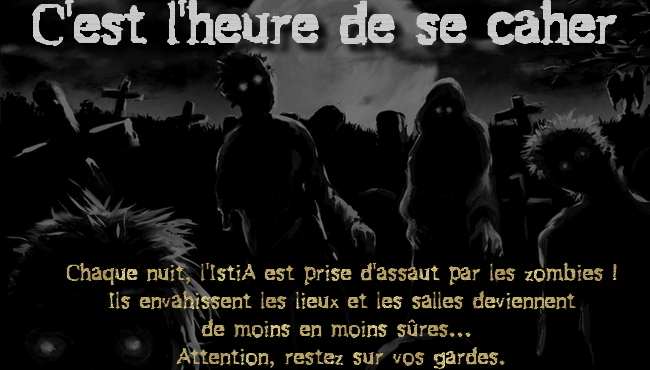 C'est l'heure de se caher
Chaque nuit, l'IstiA est prise d'assaut par les zombies !
Ils envahissent les lieux et les salles deviennent
de moins en moins sûres...
Attention, restez sur vos gardes.